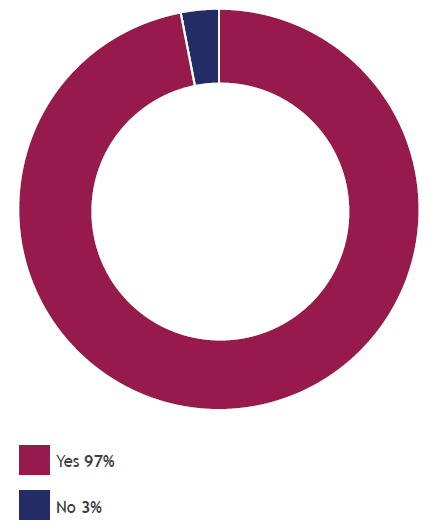 Yes 97%
No 3%